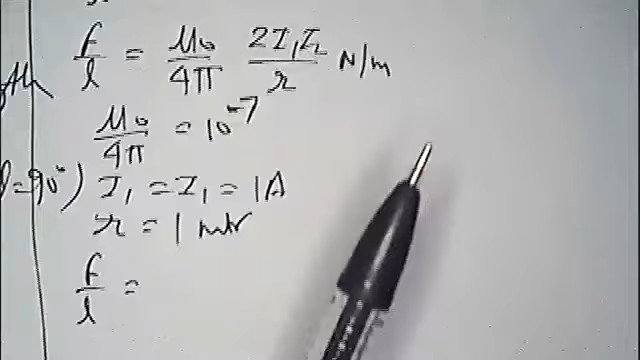 F/l = μ₀/4π 2I₁I₂/r N/m
μ₀/4π = 10⁻⁷
=90°) I₁ = I₁ = 1A
r = 1 mtr
F/l =